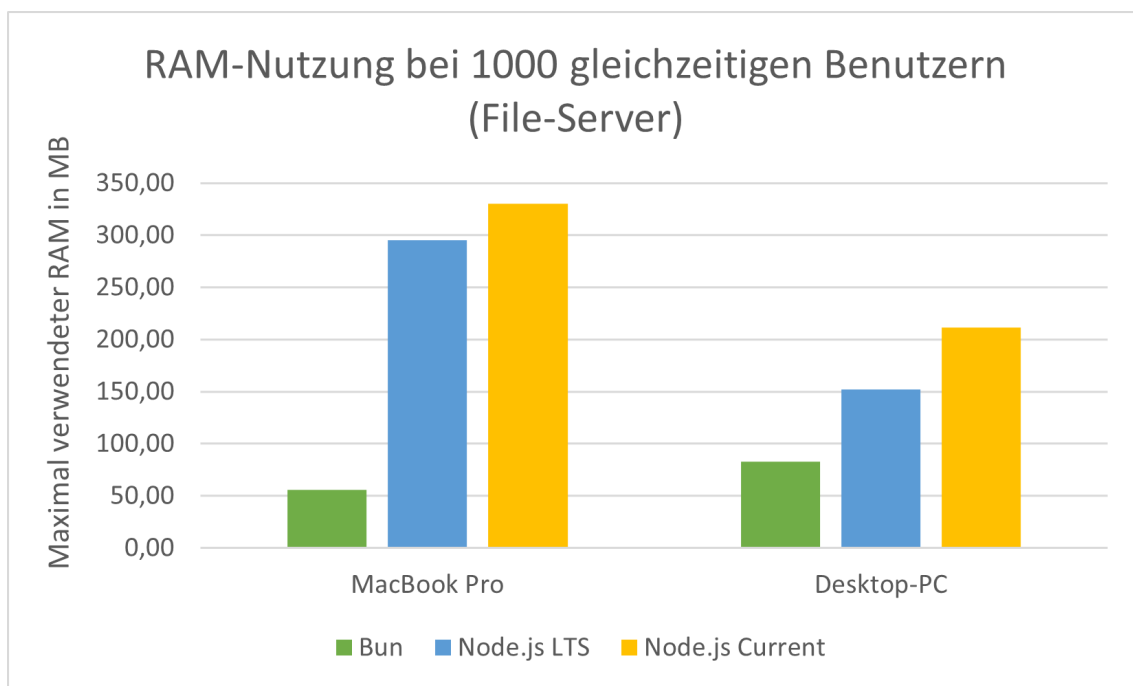 RAM-Nutzung bei 1000 gleichzeitigen Benutzern
(File-Server)
Maximal verwendeter RAM in MB
350,00
300,00
250,00
200,00
150,00
100,00
50,00
0,00
MacBook Pro
Desktop-PC
Bun
Node.js LTS
Node.js Current